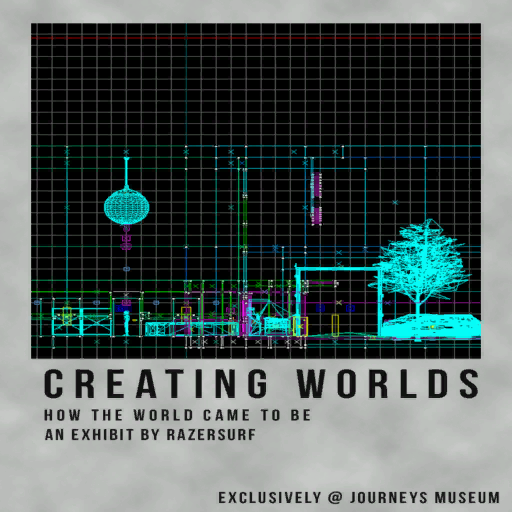 CREATING WORLDS
HOW THE WORLD CAME TO BE
AN EXHIBIT BY RAZERSURF
EXCLUSIVELY @ JOURNEYS MUSEUM